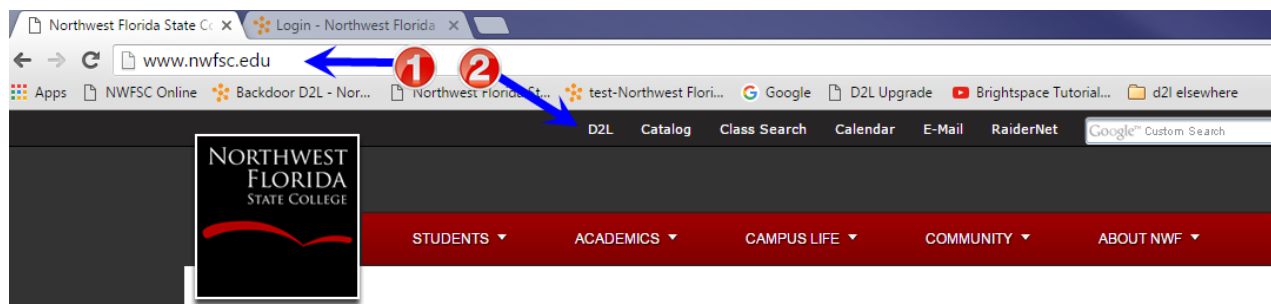 Northwest Florida State Co
Login - Northwest Florida
www.nwfsc.edu
1 2
Apps NWFSC Online Backdoor D2L - Nor... Northwest Florida St... test-Northwest Flori... Google D2L Upgrade Brightspace Tutorial... d2l elsewhere
D2L Catalog Class Search Calendar E-Mail RaiderNet Google™ Custom Search
NORTHWEST
FLORIDA
STATE COLLEGE
STUDENTS ACADEMICS CAMPUS LIFE COMMUNITY ABOUT NWF